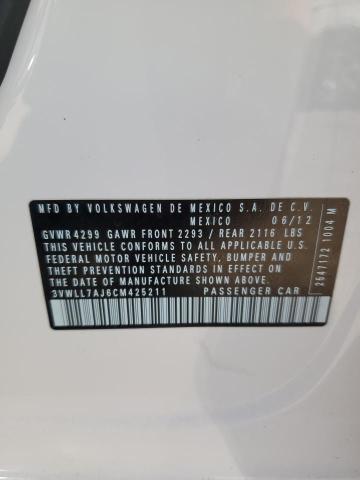 MFD BY VOLKSWAGEN DE MEXICO S.A. DE C.V.
MEXICO 06/12
GVWR 4299 GAWR FRONT 2293 / REAR 2116 LBS
THIS VEHICLE CONFORMS TO ALL APPLICABLE U.S.
FEDERAL MOTOR VEHICLE SAFETY, BUMPER AND
THEFT PREVENTION STANDARDS IN EFFECT ON
THE DATE OF MANUFACTURE SHOWN ABOVE.
3VWLL7AJ6CM425211 PASSENGER CAR
2647172 1004 M